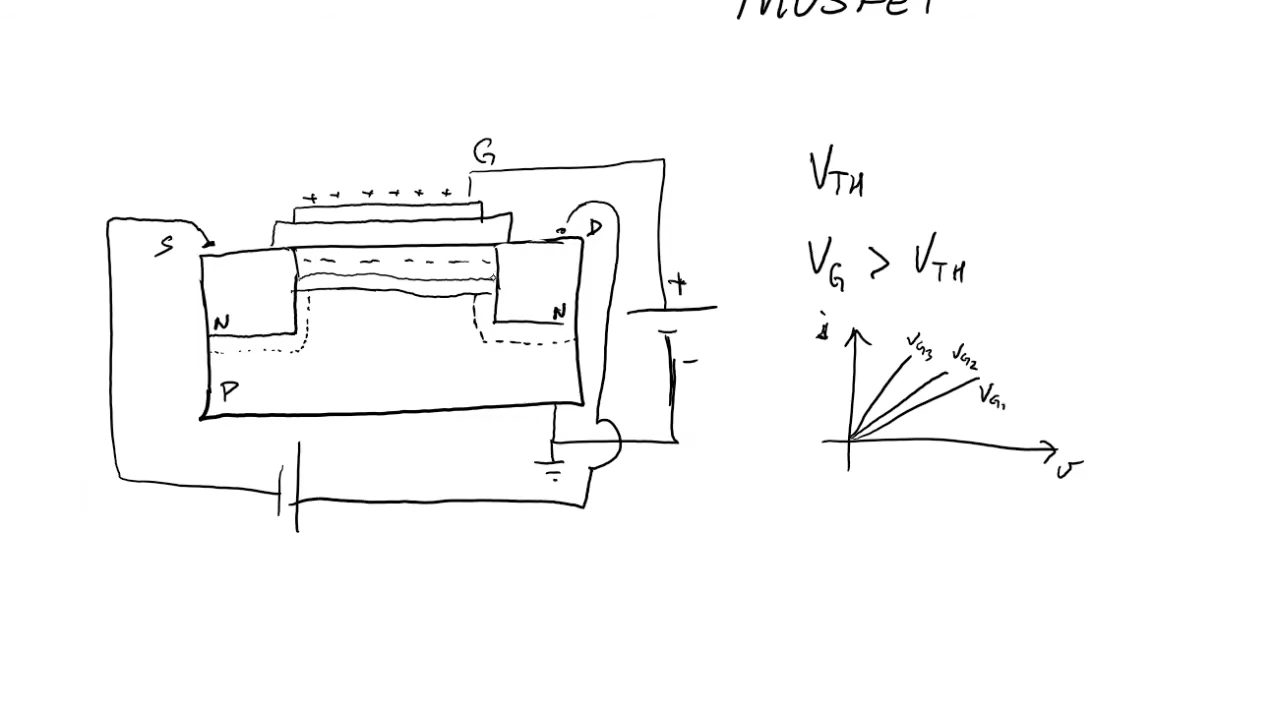 MOSFET
G
+ + + + + +
S
D
N
N
P
+
-
V_TH
V_G > V_TH
i
V_G3
V_G2
V_G1
v